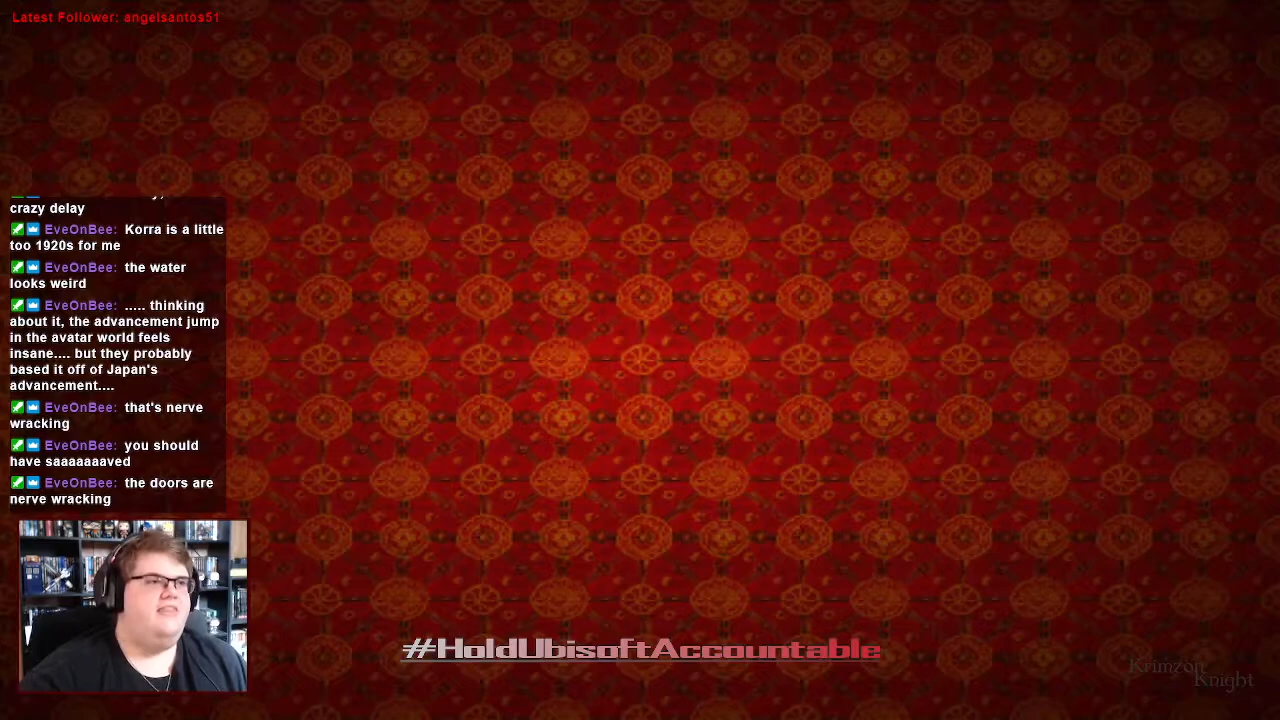 Latest Follower: angelsantos51
crazy delay
EveOnBee: Korra is a little
too 1920s for me
EveOnBee: the water
looks weird
EveOnBee: ..... thinking
about it, the advancement jump
in the avatar world feels
insane.... but they probably
based it off of Japan's
advancement....
EveOnBee: that's nerve
wracking
EveOnBee: you should
have saaaaaaaved
EveOnBee: the doors are
nerve wracking
#HoldUbisoftAccountable
Krimzon
Knight